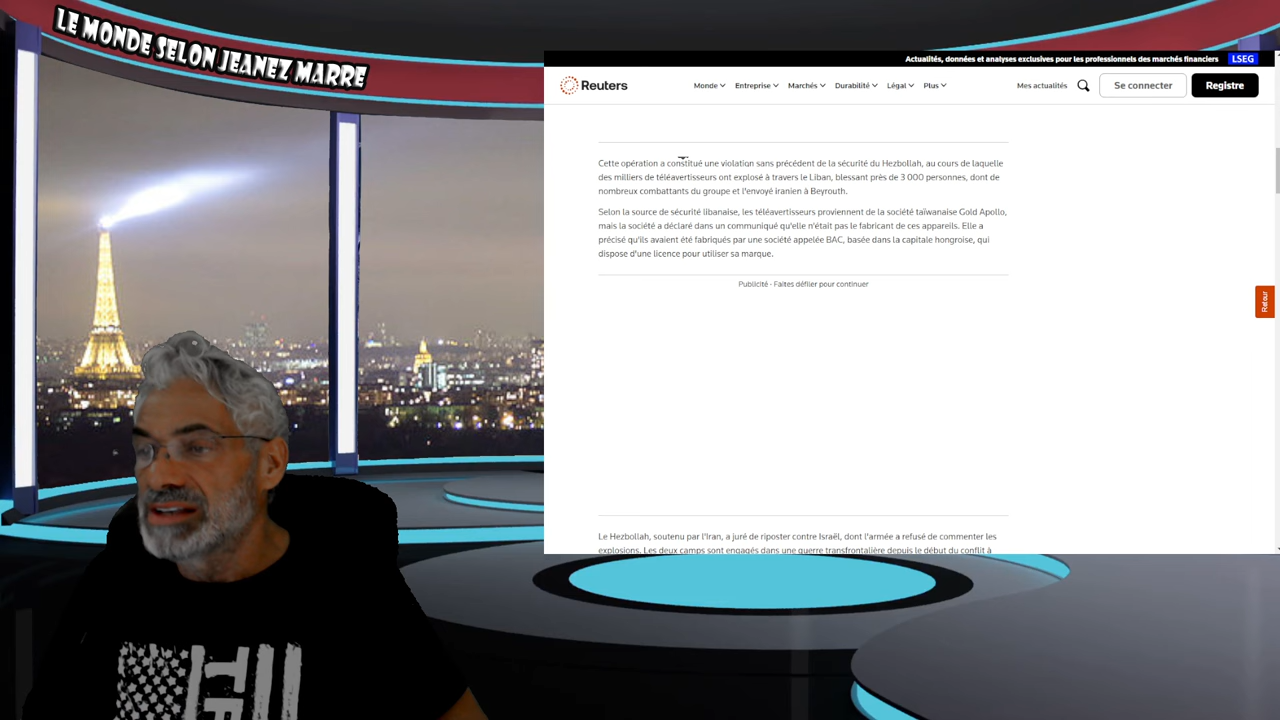 LE MONDE SELON JEANEZ MARRE
Actualités, données et analyses exclusives pour les professionnels des marchés financiers LSEG
Reuters Monde Entreprise Marchés Durabilité Légal Plus Mes actualités Se connecter Registre
Cette opération a constitué une violation sans précédent de la sécurité du Hezbollah, au cours de laquelle
des milliers de téléavertisseurs ont explosé à travers le Liban, blessant près de 3 000 personnes, dont de
nombreux combattants du groupe et l'envoyé iranien à Beyrouth.
Selon la source de sécurité libanaise, les téléavertisseurs proviennent de la société taïwanaise Gold Apollo,
mais la société a déclaré dans un communiqué qu'elle n'était pas le fabricant de ces appareils. Elle a
précisé qu'ils avaient été fabriqués par une société appelée BAC, basée dans la capitale hongroise, qui
dispose d'une licence pour utiliser sa marque.
Publicité - Faites défiler pour continuer
Retour
Le Hezbollah, soutenu par l'Iran, a juré de riposter contre Israël, dont l'armée a refusé de commenter les
explosions. Les deux camps sont engagés dans une guerre transfrontalière depuis le début du conflit à